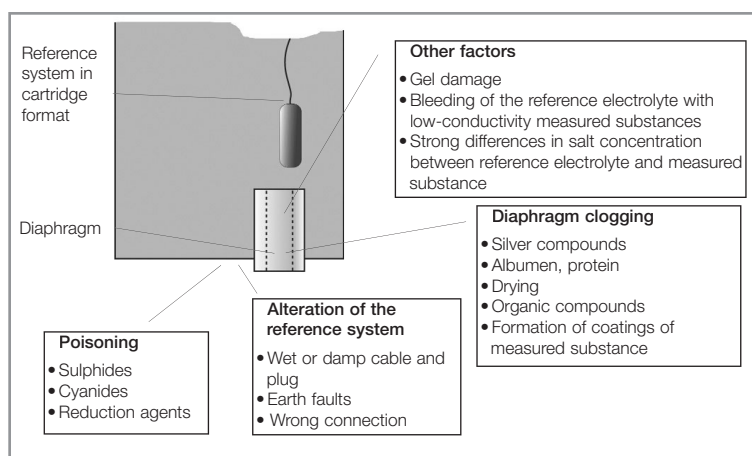 Reference
system in
cartridge
format
Diaphragm
Other factors
• Gel damage
• Bleeding of the reference electrolyte with
low-conductivity measured substances
• Strong differences in salt concentration
between reference electrolyte and measured
substance
Diaphragm clogging
• Silver compounds
• Albumen, protein
• Drying
• Organic compounds
• Formation of coatings of
measured substance
Alteration of the
reference system
• Wet or damp cable and
plug
• Earth faults
• Wrong connection
Poisoning
• Sulphides
• Cyanides
• Reduction agents